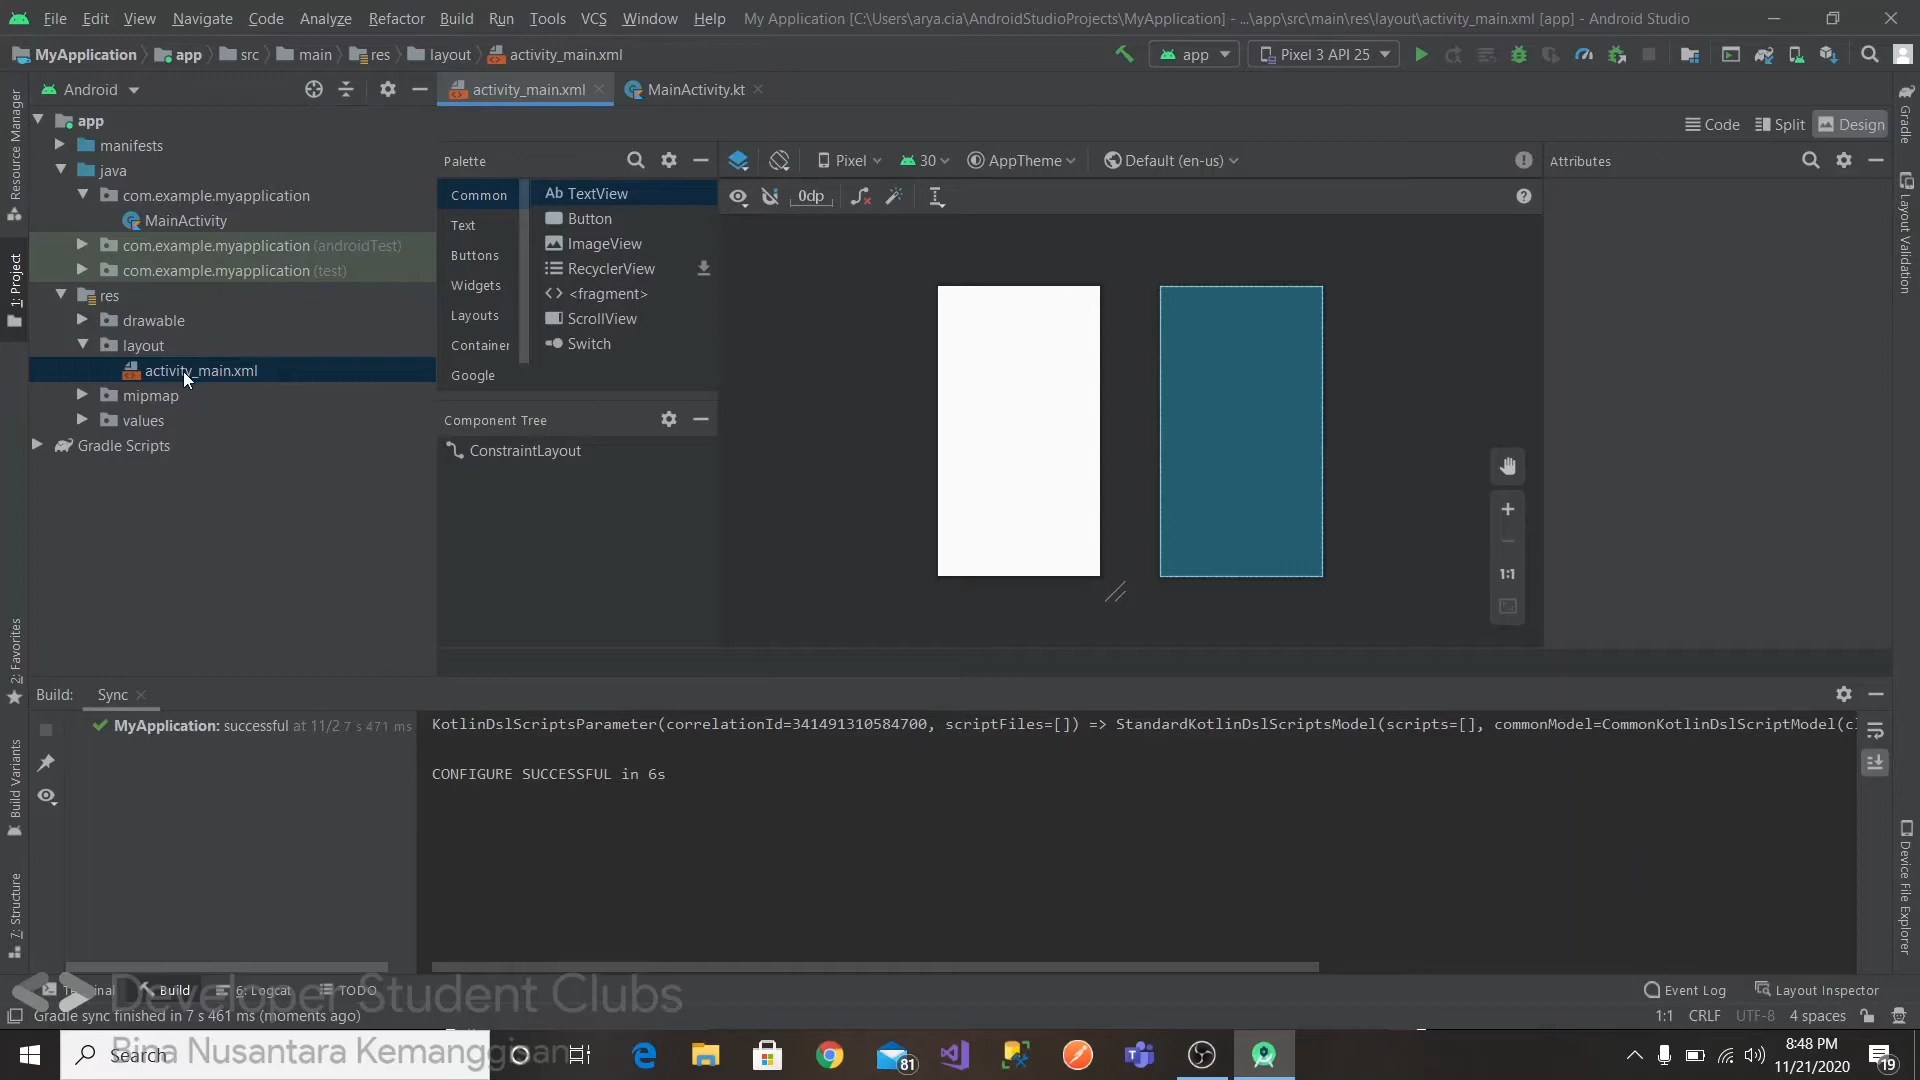 File Edit View Navigate Code Analyze Refactor Build Run Tools VCS Window Help My Application [C:\Users\arya.cia\AndroidStudioProjects\MyApplication] - ...\app\src\main\res\layout\activity_main.xml [app] - Android Studio
MyApplication app src main res layout activity_main.xml app Pixel 3 API 25
Android activity_main.xml MainActivity.kt
Code Split Design
app
manifests
java
com.example.myapplication
MainActivity
com.example.myapplication (androidTest)
com.example.myapplication (test)
res
drawable
layout
activity_main.xml
mipmap
values
Gradle Scripts
Palette
Common
Text
Buttons
Widgets
Layouts
Container
Google
Ab TextView
Button
ImageView
RecyclerView
<fragment>
ScrollView
Switch
Component Tree
ConstraintLayout
Pixel 30 AppTheme Default (en-us)
0dp
1:1
Attributes
Resource Manager
1: Project
2: Favorites
Build Variants
7: Structure
Gradle
Layout Validation
Device File Explorer
Build: Sync
MyApplication: successful at 11/2 7 s 471 ms
KotlinDslScriptsParameter(correlationId=341491310584700, scriptFiles=[]) => StandardKotlinDslScriptsModel(scripts=[], commonModel=CommonKotlinDslScriptModel(cl
CONFIGURE SUCCESSFUL in 6s
Terminal Build 6: Logcat TODO Event Log Layout Inspector
Developer Student Clubs
Gradle sync finished in 7 s 461 ms (moments ago) 1:1 CRLF UTF-8 4 spaces
Search
Bina Nusantara Kemanggisan
81
8:48 PM
11/21/2020
19